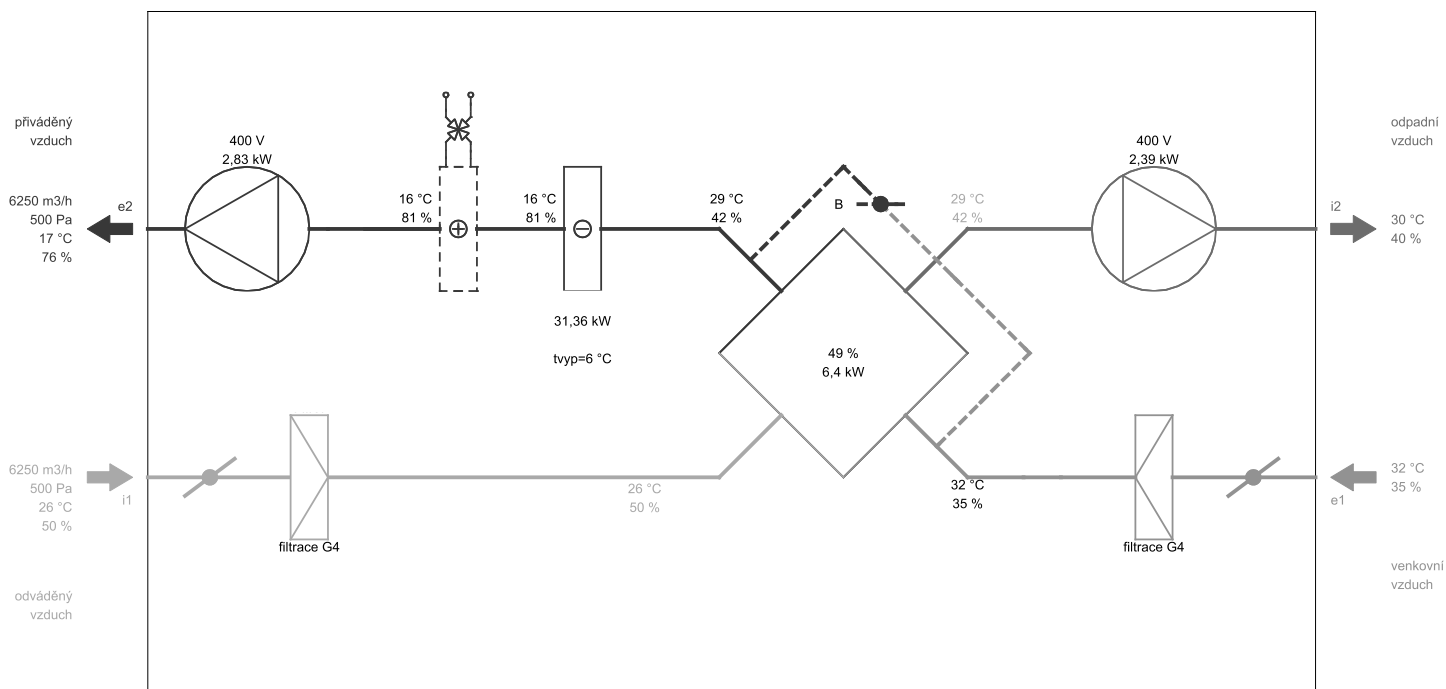 přiváděný
vzduch
6250 m3/h
500 Pa
17 °C
76 %
e2
400 V
2,83 kW
16 °C
81 %
16 °C
81 %
31,36 kW
tvyp=6 °C
29 °C
42 %
B
29 °C
42 %
400 V
2,39 kW
odpadní
vzduch
i2
30 °C
40 %
49 %
6,4 kW
6250 m3/h
500 Pa
26 °C
50 %
i1
filtrace G4
26 °C
50 %
32 °C
35 %
filtrace G4
e1
32 °C
35 %
odváděný
vzduch
venkovní
vzduch